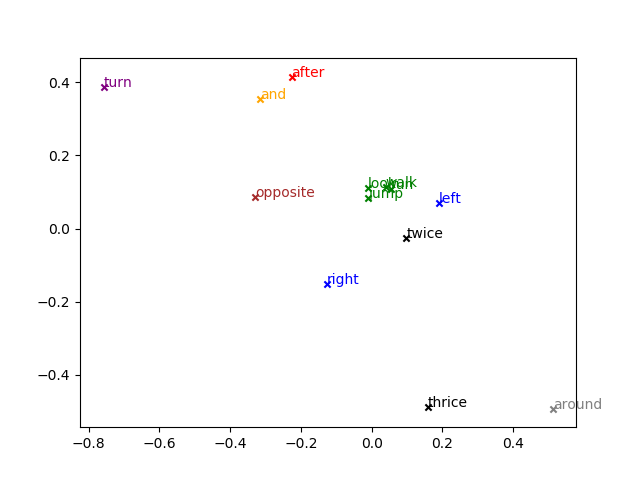 0.4
0.2
0.0
−0.2
−0.4
−0.8
−0.6
−0.4
−0.2
0.0
0.2
0.4
turn
after
and
opposite
look
walk
run
jump
left
twice
right
thrice
around